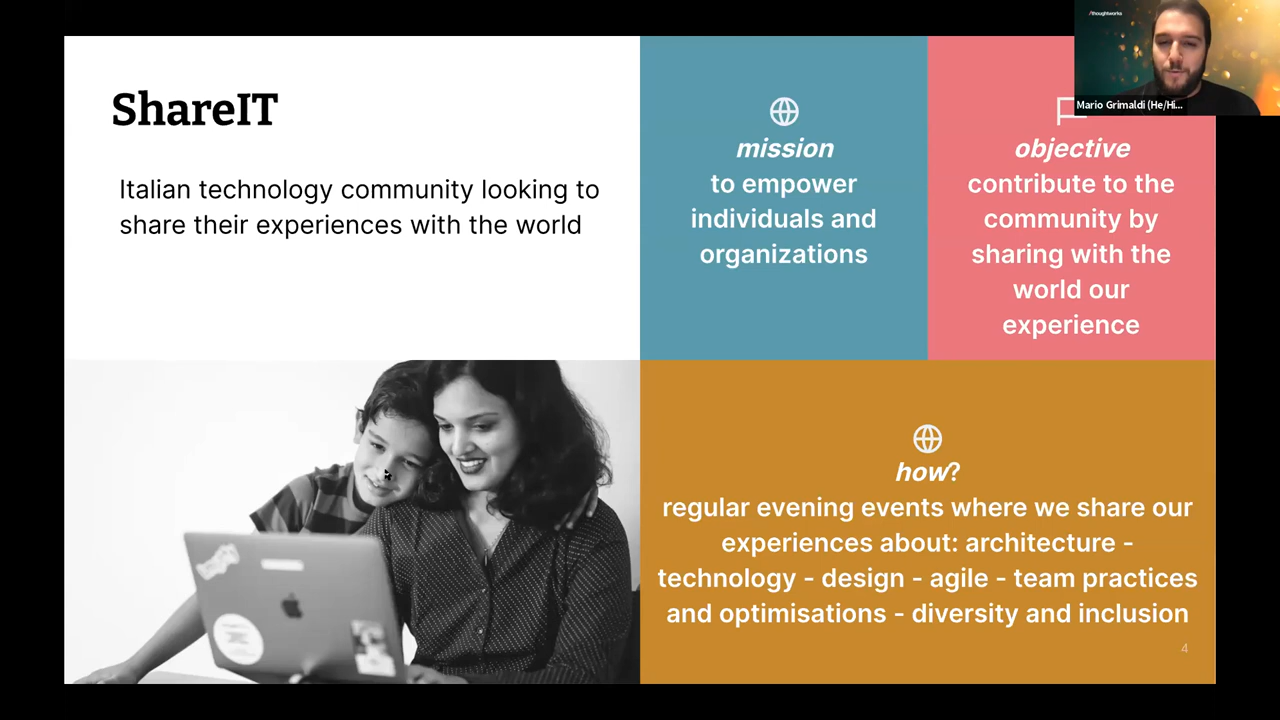 ShareIT
Italian technology community looking to
share their experiences with the world
mission
to empower
individuals and
organizations
objective
contribute to the
community by
sharing with the
world our
experience
how?
regular evening events where we share our
experiences about: architecture -
technology - design - agile - team practices
and optimisations - diversity and inclusion
4
/thoughtworks
Mario Grimaldi (He/Hi...